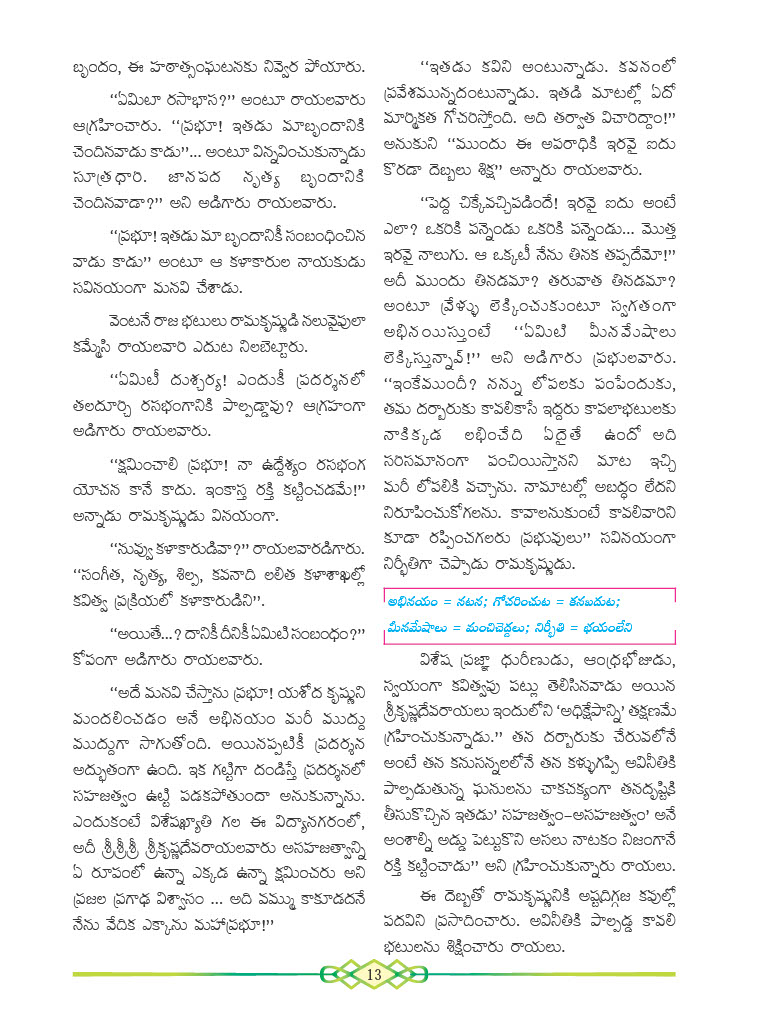 బృందం, ఈ హఠాత్సంఘటనకు నివ్వెర పోయారు.
‘‘ఏమిటా రసాభాస?’’ అంటూ రాయలవారు
ఆగ్రహించారు. ‘‘ప్రభూ! ఇతడు మాబృందానికి
చెందినవాడు కాడు’’... అంటూ విన్నవించుకున్నాడు
సూత్రధారి. జానపద నృత్య బృందానికి
చెందినవాడా?’’ అని అడిగారు రాయలవారు.
‘‘ప్రభూ! ఇతడు మా బృందానికీ సంబంధించిన
వాడు కాడు’’ అంటూ ఆ కళాకారుల నాయకుడు
సవినయంగా మనవి చేశాడు.
వెంటనే రాజ భటులు రామకృష్ణుడి నలువైపులా
కమ్మేసి రాయలవారి ఎదుట నిలబెట్టారు.
‘‘ఏమిటీ దుశ్చర్య! ఎందుకీ ప్రదర్శనలో
తలదూర్చి రసభంగానికి పాల్పడ్డావు? ఆగ్రహంగా
అడిగారు రాయలవారు.
‘‘క్షమించాలి ప్రభూ! నా ఉద్దేశ్యం రసభంగ
యోచన కానే కాదు. ఇంకాస్త రక్తి కట్టించడమే!’’
అన్నాడు రామకృష్ణుడు వినయంగా.
‘‘నువ్వు కళాకారుడివా?’’ రాయలవారడిగారు.
‘‘సంగీత, నృత్య, శిల్ప, కవనాది లలిత కళాశాఖల్లో
కవిత్వ ప్రక్రియలో కళాకారుడిని’’.
‘‘అయితే...? దానికీ దీనికీ ఏమిటి సంబంధం?’’
కోపంగా అడిగారు రాయలవారు.
‘‘అదే మనవి చేస్తాను ప్రభూ! యశోద కృష్ణుని
మందలించడం అనే అభినయం మరీ ముద్దు
ముద్దుగా సాగుతోంది. అయినప్పటికీ ప్రదర్శన
అద్భుతంగా ఉంది. ఇక గట్టిగా దండిస్తే ప్రదర్శనలో
సహజత్వం ఉట్టి పడకపోతుందా అనుకున్నాను.
ఎందుకంటే విశేషఖ్యాతి గల ఈ విద్యానగరంలో,
అదీ శ్రీశ్రీశ్రీ శ్రీకృష్ణదేవరాయలవారు అసహజత్వాన్ని
ఏ రూపంలో ఉన్నా ఎక్కడ ఉన్నా క్షమించరు అని
ప్రజల ప్రగాఢ విశ్వాసం ... అది వమ్ము కాకూడదనే
నేను వేదిక ఎక్కాను మహాప్రభూ!’’
‘‘ఇతడు కవిని అంటున్నాడు. కవనంలో
ప్రవేశమున్నదంటున్నాడు. ఇతడి మాటల్లో ఏదో
మార్మికత గోచరిస్తోంది. అది తర్వాత విచారిద్దాం!’’
అనుకుని ‘‘ముందు ఈ అపరాధికి ఇరవై ఐదు
కొరడా దెబ్బలు శిక్ష’’ అన్నారు రాయలవారు.
‘‘పెద్ద చిక్కేవచ్చిపడిందే! ఇరవై ఐదు అంటే
ఎలా? ఒకరికి పన్నెండు ఒకరికి పన్నెండు... మొత్త
ఇరవై నాలుగు. ఆ ఒక్కటీ నేను తినక తప్పదేమో!’’
అదీ ముందు తినడమా? తరువాత తినడమా?
అంటూ వ్రేళ్ళు లెక్కించుకుంటూ స్వగతంగా
అభినయిస్తుంటే ‘‘ఏమిటి మీనమేషాలు
లెక్కిస్తున్నావ్!’’ అని అడిగారు ప్రభులవారు.
‘‘ఇంకేముందీ? నన్ను లోపలకు పంపేందుకు,
తమ దర్బారుకు కావలికాసే ఇద్దరు కాపలాభటులకు
నాకిక్కడ లభించేది ఏదైతే ఉందో అది
సరిసమానంగా పంచియిస్తానని మాట ఇచ్చి
మరీ లోపలికి వచ్చాను. నామాటల్లో అబద్ధం లేదని
నిరూపించుకోగలను. కావాలనుకుంటే కావలివారిని
కూడా రప్పించగలరు ప్రభువులు’’ సవినయంగా
నిర్భీతిగా చెప్పాడు రామకృష్ణుడు.
అభినయం = నటన; గోచరించుట = కనబడుట;
మీనమేషాలు = మంచిచెడ్డలు; నిర్భీతి = భయంలేని
విశేష ప్రజ్ఞా ధురీణుడు, ఆంధ్రభోజుడు,
స్వయంగా కవిత్వపు పట్లు తెలిసినవాడు అయిన
శ్రీకృష్ణదేవరాయలు ఇందులోని ‘అధిక్షేపాన్ని’ తక్షణమే
గ్రహించుకున్నాడు.’’ తన దర్బారుకు చేరువలోనే
అంటే తన కనుసన్నలలోనే తన కళ్ళుగప్పి అవినీతికి
పాల్పడుతున్న ఘనులను చాకచక్యంగా తనదృష్టికి
తీసుకొచ్చిన ఇతడు’ సహజత్వం–అసహజత్వం’ అనే
అంశాల్ని అడ్డు పెట్టుకొని అసలు నాటకం నిజంగానే
రక్తి కట్టించాడు’’ అని గ్రహించుకున్నారు రాయలు.
ఈ దెబ్బతో రామకృష్ణునికి అష్టదిగ్గజ కవుల్లో
పదవిని ప్రసాదించారు. అవినీతికి పాల్పడ్డ కావలి
భటులను శిక్షించారు రాయలు.
13